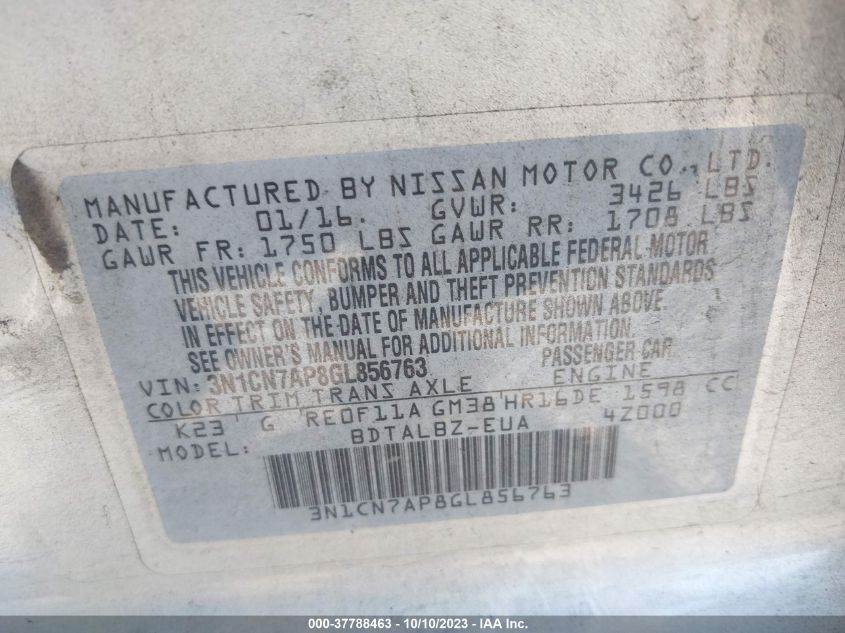 MANUFACTURED BY NISSAN MOTOR CO., LTD.
DATE: 01/16. GVWR: 3426 LBS
GAWR FR: 1750 LBS GAWR RR: 1708 LBS
THIS VEHICLE CONFORMS TO ALL APPLICABLE FEDERAL MOTOR
VEHICLE SAFETY, BUMPER AND THEFT PREVENTION STANDARDS
IN EFFECT ON THE DATE OF MANUFACTURE SHOWN ABOVE.
SEE OWNER'S MANUAL FOR ADDITIONAL INFORMATION.
VIN: 3N1CN7AP8GL856763 PASSENGER CAR
COLOR TRIM TRANS AXLE ENGINE
K23 G RE0F11A GM38 HR16DE 1598 CC
MODEL: BDTALBZ-EUA 4Z000
3N1CN7AP8GL856763
000-37788463 - 10/10/2023 - IAA Inc.